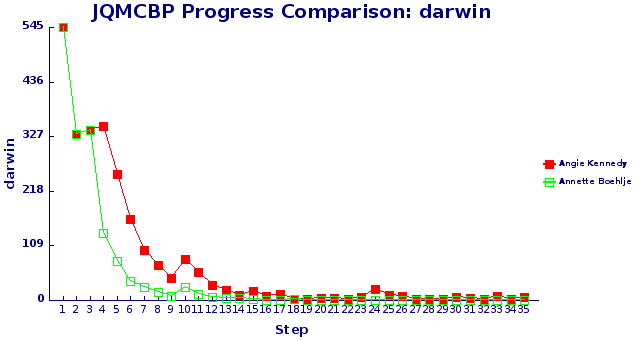 JQMCBP Progress Comparison: darwin
545
436
327
218
109
0
darwin
1 2 3 4 5 6 7 8 9 10 11 12 13 14 15 16 17 18 19 20 21 22 23 24 25 26 27 28 29 30 31 32 33 34 35
Step
Angie Kennedy
Annette Boehlje